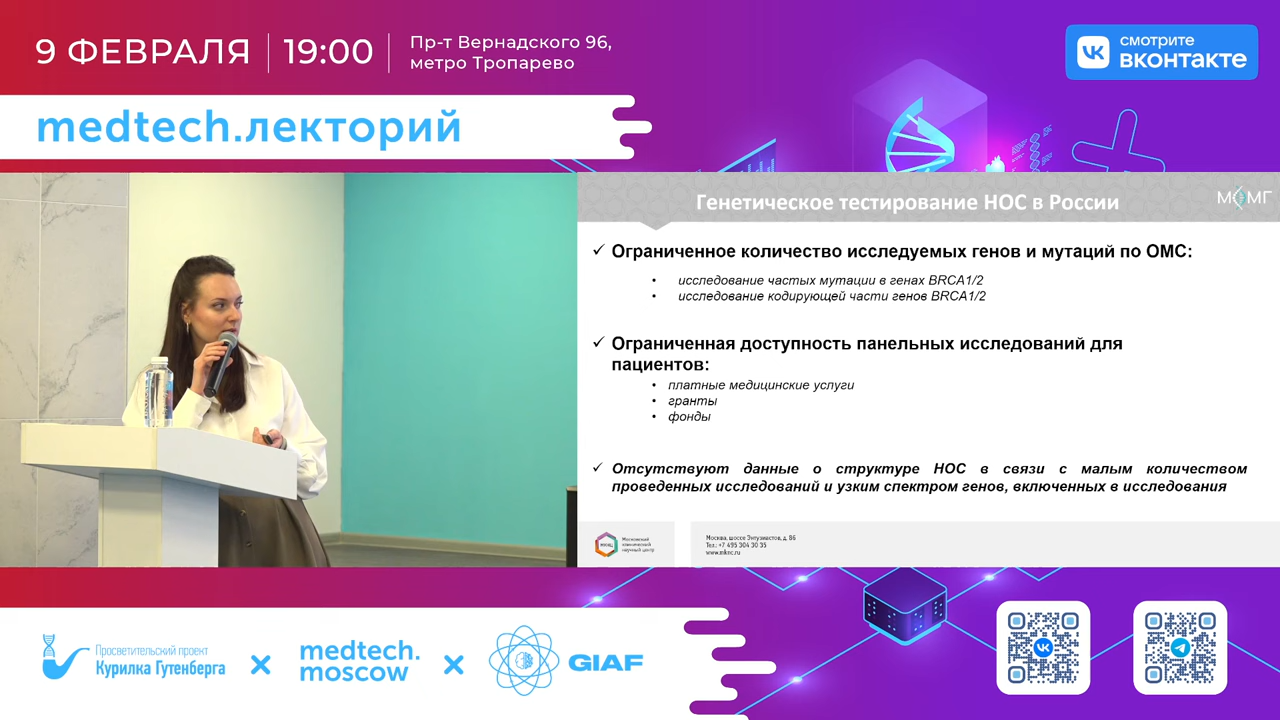 9 ФЕВРАЛЯ
19:00
Пр-т Вернадского 96,
метро Тропарево
смотрите
вконтакте
medtech.лекторий
Генетическое тестирование НОС в России
✓ Ограниченное количество исследуемых генов и мутаций по ОМС:
• исследование частых мутации в генах BRCA1/2
• исследование кодирующей части генов BRCA1/2
✓ Ограниченная доступность панельных исследований для
пациентов:
• платные медицинские услуги
• гранты
• фонды
✓ Отсутствуют данные о структуре НОС в связи с малым количеством
проведенных исследований и узким спектром генов, включенных в исследования
Московский
клинический
научный центр
Москва, шоссе Энтузиастов, д. 86
Тел.: +7 495 304 30 35
www.mknc.ru
Просветительский проект
Курилка Гутенберга
medtech.
moscow
GIAF